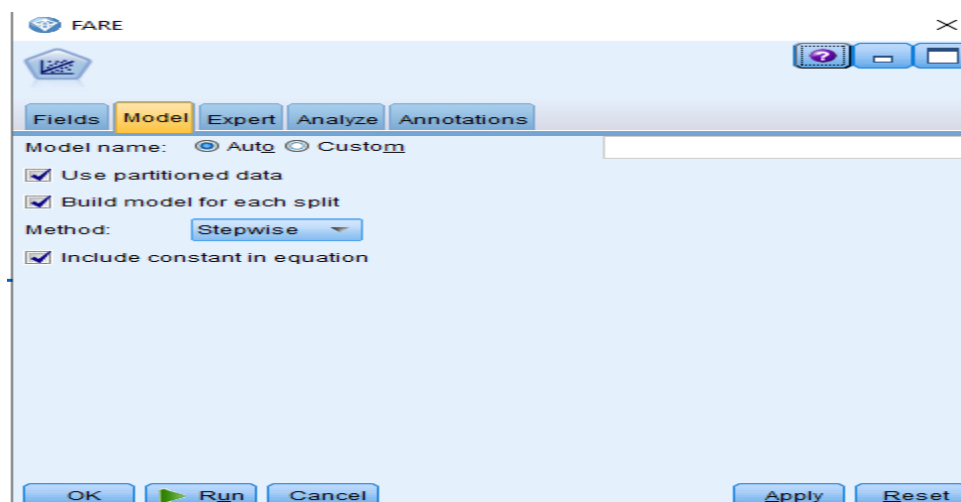 FARE
Fields Model Expert Analyze Annotations
Model name: Auto Custom
Use partitioned data
Build model for each split
Method: Stepwise
Include constant in equation
OK Run Cancel Apply Reset